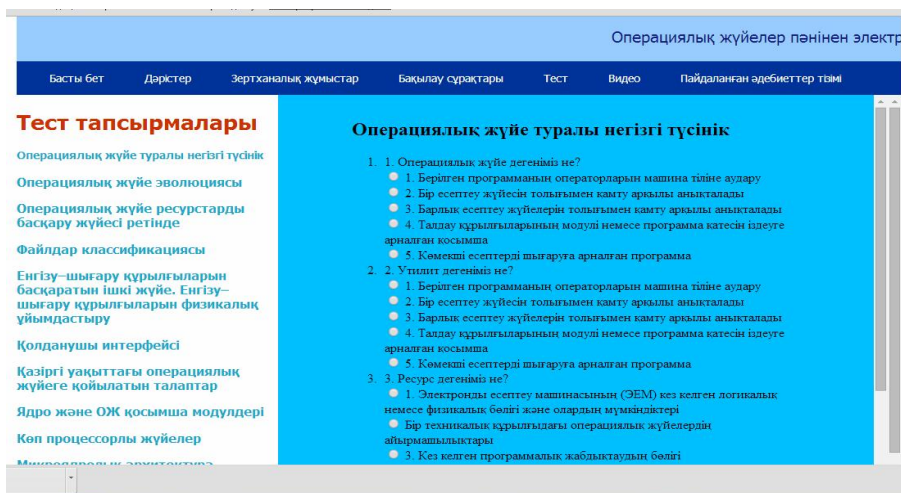 Операциялық жүйелер пәнінен электр
Басты бет Дәрістер Зертханалық жұмыстар Бақылау сұрақтары Тест Видео Пайдаланған әдебиеттер тізімі
Тест тапсырмалары
Операциялық жүйе туралы негізгі түсінік
Операциялық жүйе эволюциясы
Операциялық жүйе ресурстарды
басқару жүйесі ретінде
Файлдар классификациясы
Енгізу–шығару құрылғыларын
басқаратын ішкі жүйе. Енгізу–
шығару құрылғыларын физикалық
ұйымдастыру
Қолданушы интерфейсі
Қазіргі уақыттағы операциялық
жүйеге қойылатын талаптар
Ядро және ОЖ қосымша модулдері
Көп процессорлы жүйелер
Микроядролық архитектура
Операциялық жүйе туралы негізгі түсінік
1. 1. Операциялық жүйе дегеніміз не?
1. Берілген программаның операторларын машина тіліне аудару
2. Бір есептеу жүйесін толығымен қамту арқылы анықталады
3. Барлық есептеу жүйелерін толығымен қамту арқылы анықталады
4. Талдау құрылғыларының модулі немесе программа қатесін іздеуге
арналған қосымша
5. Көмекші есептерді шығаруға арналған программа
2. 2. Утилит дегеніміз не?
1. Берілген программаның операторларын машина тіліне аудару
2. Бір есептеу жүйесін толығымен қамту арқылы анықталады
3. Барлық есептеу жүйелерін толығымен қамту арқылы анықталады
4. Талдау құрылғыларының модулі немесе программа қатесін іздеуге
арналған қосымша
5. Көмекші есептерді шығаруға арналған программа
3. 3. Ресурс дегеніміз не?
1. Электронды есептеу машинасының (ЭЕМ) кез келген логикалық
немесе физикалық бөлігі және олардың мүмкіндіктері
Бір техникалық құрылғыдағы операциялық жүйелердің
айырмашылықтары
3. Кез келген программалық жабдықтаудың бөлігі